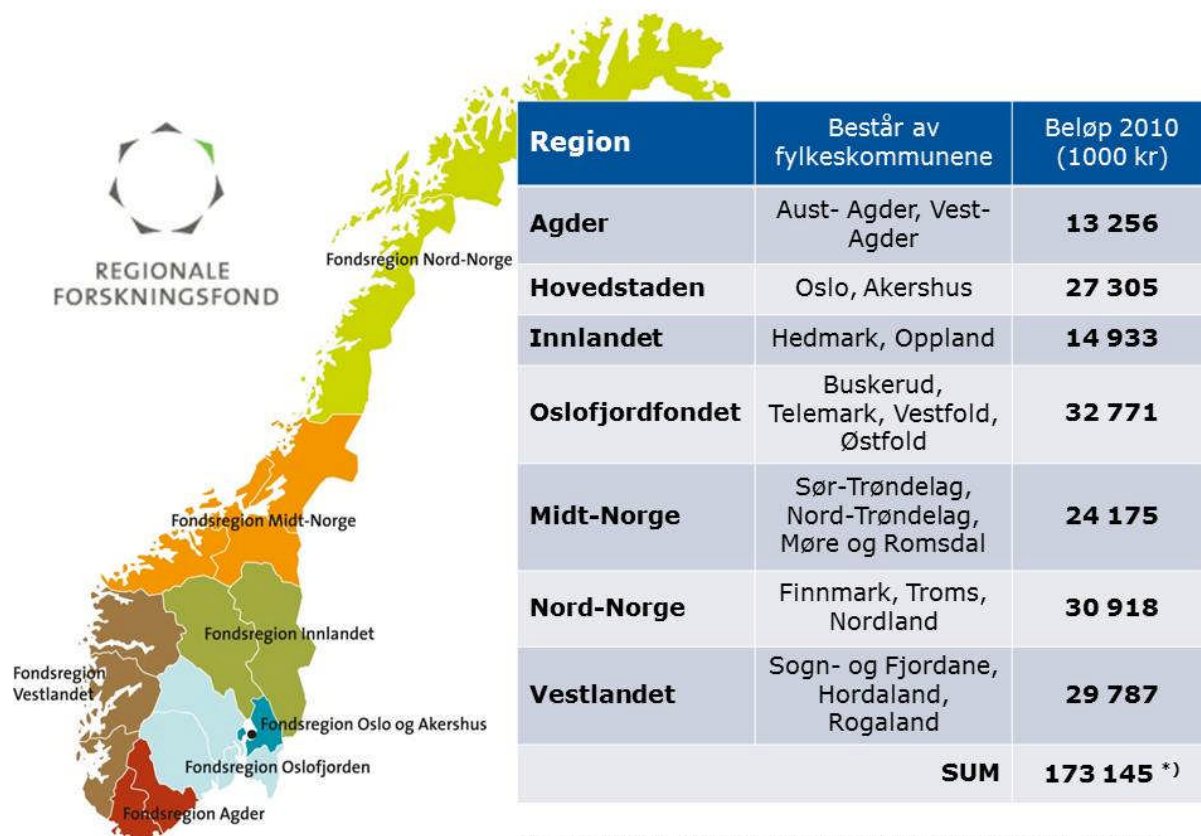 REGIONALE
FORSKNINGSFOND
Fondsregion Nord-Norge
Fondsregion Midt-Norge
Fondsregion Innlandet
Fondsregion
Vestlandet
Fondsregion Oslo og Akershus
Fondsregion Oslofjorden
Fondsregion Agder
Region
Består av
fylkeskommunene
Beløp 2010
(1000 kr)
Agder
Aust- Agder, Vest-
Agder
13 256
Hovedstaden
Oslo, Akershus
27 305
Innlandet
Hedmark, Oppland
14 933
Oslofjordfondet
Buskerud,
Telemark, Vestfold,
Østfold
32 771
Midt-Norge
Sør-Trøndelag,
Nord-Trøndelag,
Møre og Romsdal
24 175
Nord-Norge
Finnmark, Troms,
Nordland
30 918
Vestlandet
Sogn- og Fjordane,
Hordaland,
Rogaland
29 787
SUM
173 145 *)